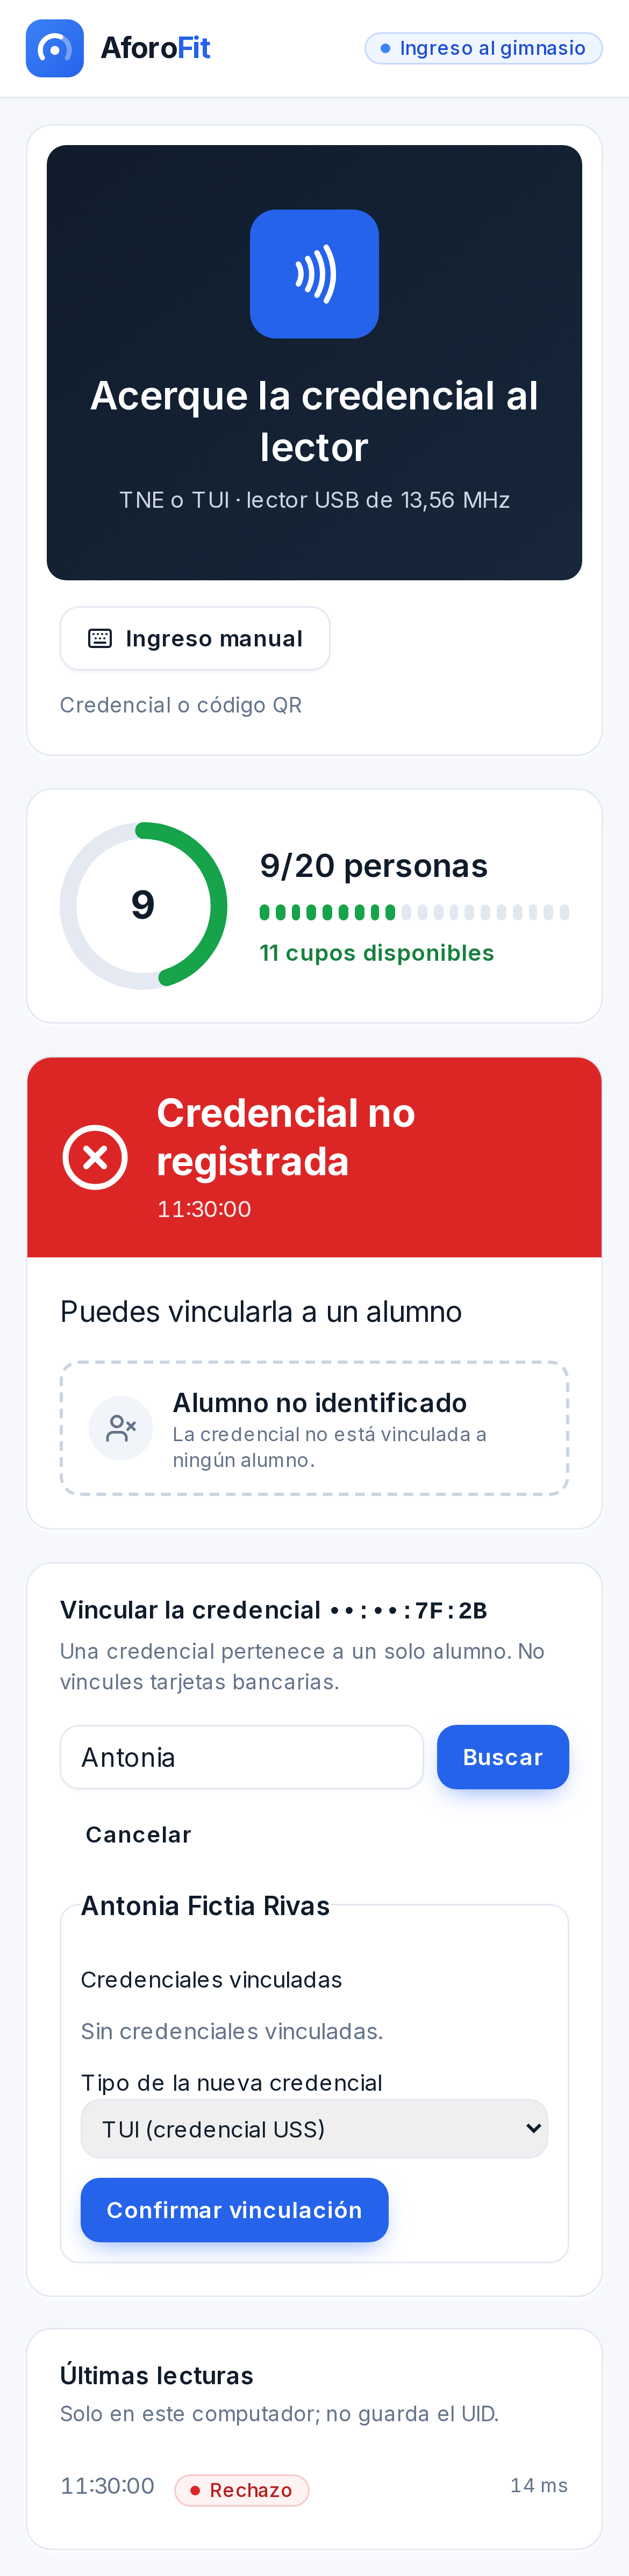 AforoFit
Ingreso al gimnasio
Acerque la credencial al
lector
TNE o TUI · lector USB de 13,56 MHz
Ingreso manual
Credencial o código QR
9
9/20 personas
11 cupos disponibles
Credencial no
registrada
11:30:00
Puedes vincularla a un alumno
Alumno no identificado
La credencial no está vinculada a
ningún alumno.
Vincular la credencial ••:••:7F:2B
Una credencial pertenece a un solo alumno. No
vincules tarjetas bancarias.
Antonia
Buscar
Cancelar
Antonia Fictia Rivas
Credenciales vinculadas
Sin credenciales vinculadas.
Tipo de la nueva credencial
TUI (credencial USS)
Confirmar vinculación
Últimas lecturas
Solo en este computador; no guarda el UID.
11:30:00 Rechazo 14 ms